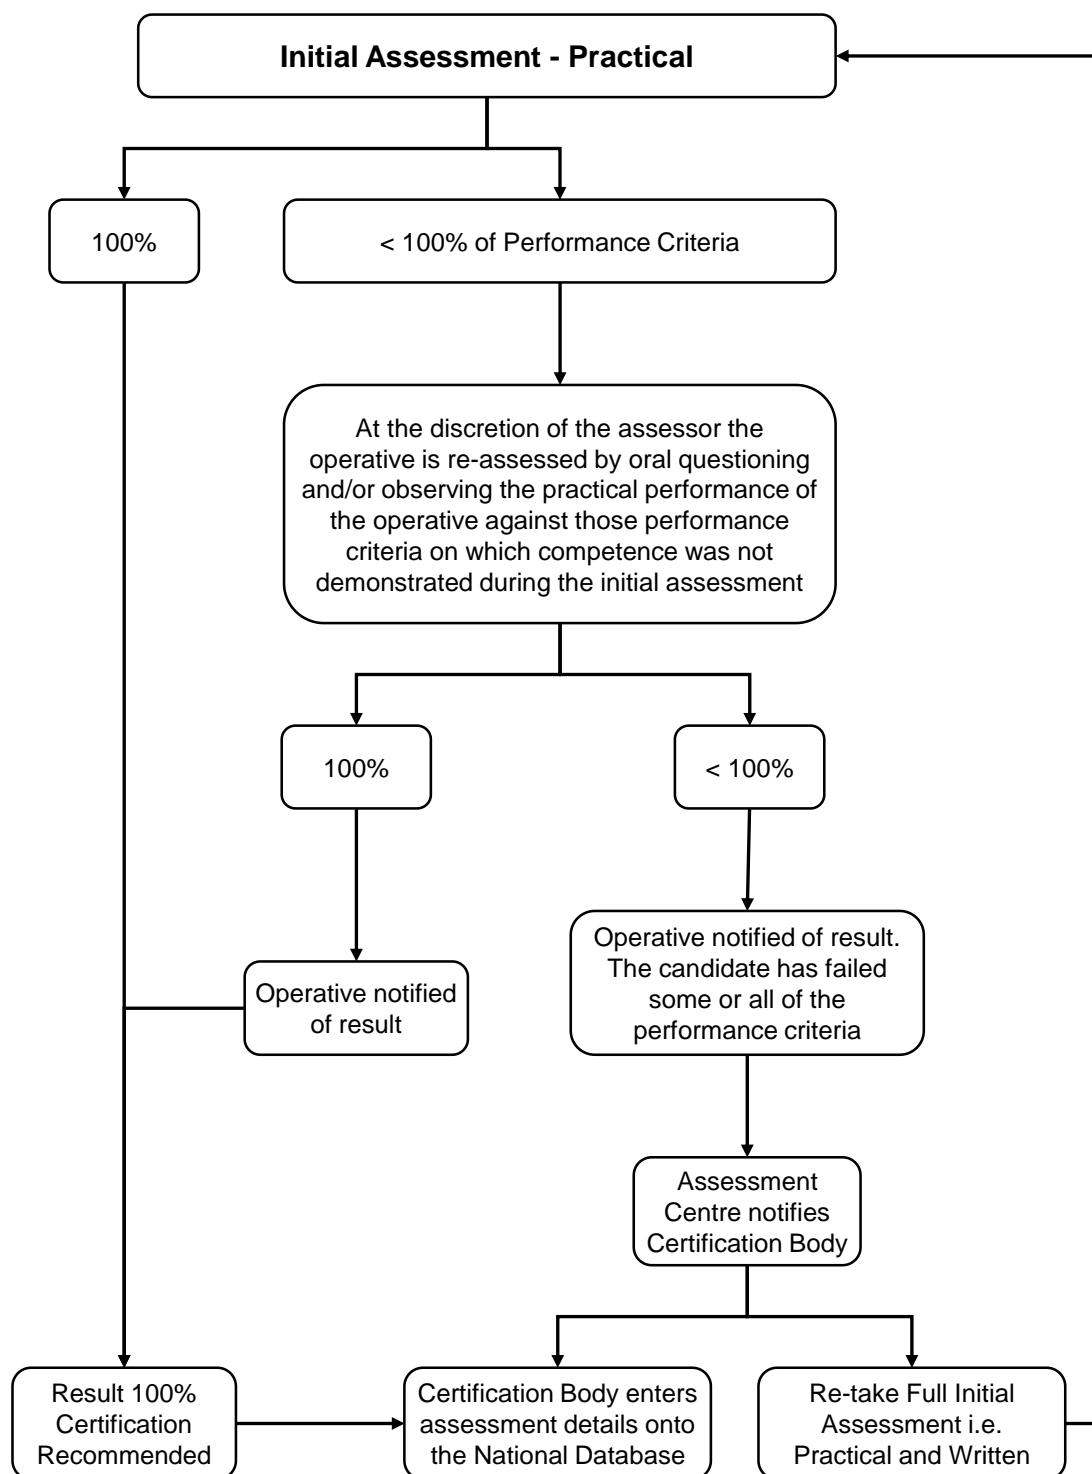 Initial Assessment - Practical
100%
< 100% of Performance Criteria
At the discretion of the assessor the
operative is re-assessed by oral questioning
and/or observing the practical performance of
the operative against those performance
criteria on which competence was not
demonstrated during the initial assessment
100%
< 100%
Operative notified
of result
Operative notified of result.
The candidate has failed
some or all of the
performance criteria
Assessment
Centre notifies
Certification Body
Result 100%
Certification
Recommended
Certification Body enters
assessment details onto
the National Database
Re-take Full Initial
Assessment i.e.
Practical and Written